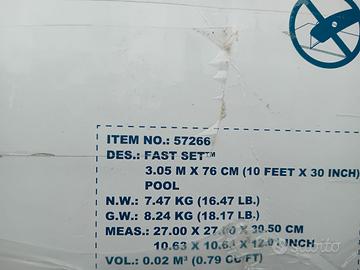 ITEM NO.: 57266
DES.: FAST SET™
3.05 M X 76 CM (10 FEET X 30 INCH)
POOL
N.W.: 7.47 KG (16.47 LB.)
G.W.: 8.24 KG (18.17 LB.)
MEAS.: 27.00 X 27.00 X 30.50 CM
10.63 X 10.63 X 12.01 INCH
VOL.: 0.02 M³ (0.79 CU FT)
subito